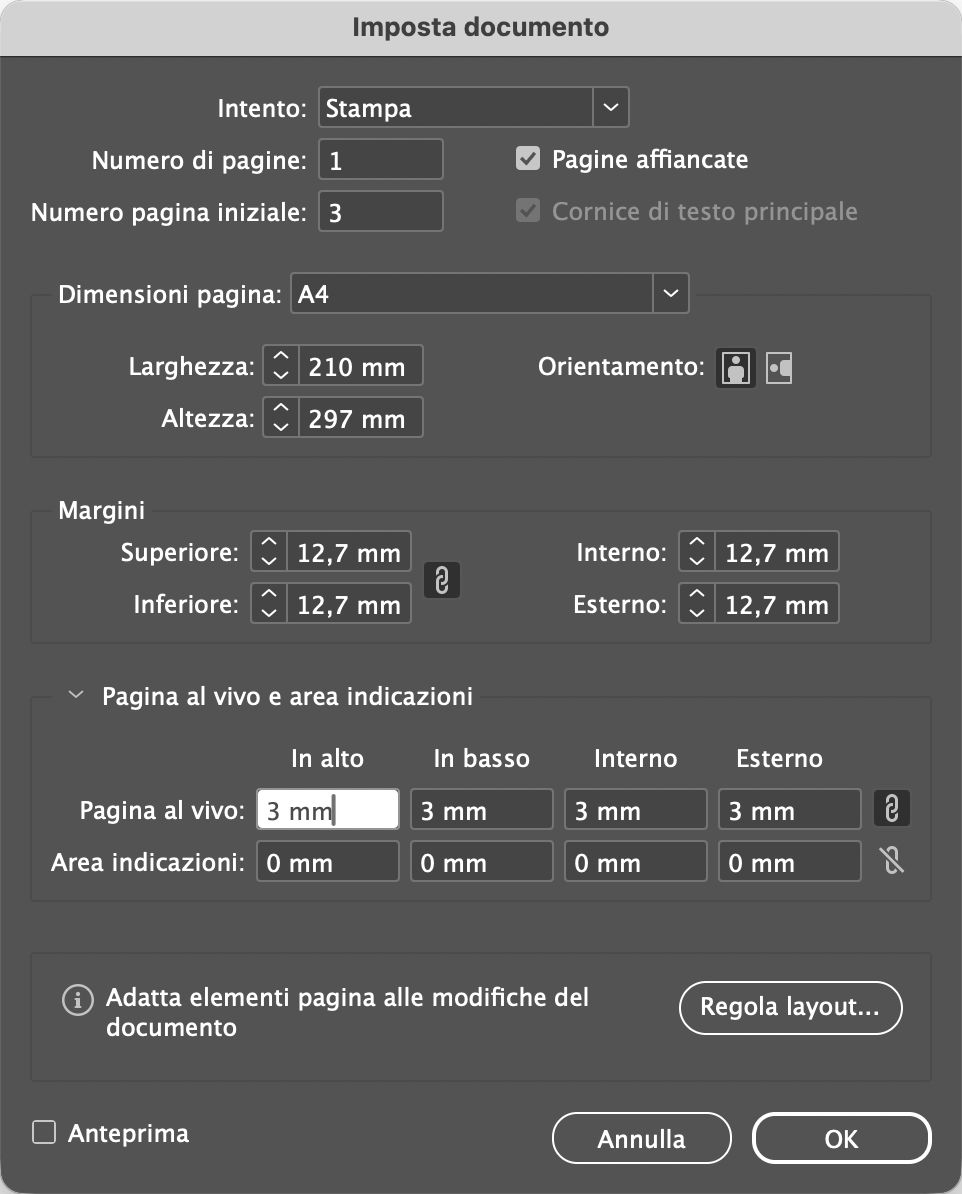 Imposta documento
Intento: Stampa
Numero di pagine: 1
Pagine affiancate
Numero pagina iniziale: 3
Cornice di testo principale
Dimensioni pagina: A4
Larghezza: 210 mm
Orientamento:
Altezza: 297 mm
Margini
Superiore: 12,7 mm
Interno: 12,7 mm
Inferiore: 12,7 mm
Esterno: 12,7 mm
Pagina al vivo e area indicazioni
In alto In basso Interno Esterno
Pagina al vivo: 3 mm 3 mm 3 mm 3 mm
Area indicazioni: 0 mm 0 mm 0 mm 0 mm
Adatta elementi pagina alle modifiche del
documento
Regola layout...
Anteprima
Annulla
OK